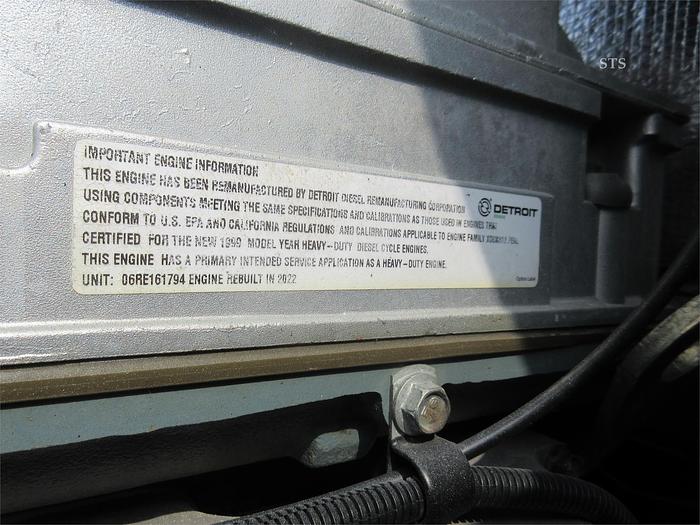 STS
IMPORTANT ENGINE INFORMATION
THIS ENGINE HAS BEEN REMANUFACTURED BY DETROIT DIESEL REMANUFACTURING CORPORATION
USING COMPONENTS MEETING THE SAME SPECIFICATIONS AND CALIBRATIONS AS THOSE USED IN ENGINES THAT
CONFORM TO U.S. EPA AND CALIFORNIA REGULATIONS AND CALIBRATIONS APPLICABLE TO ENGINE FAMILY
CERTIFIED FOR THE NEW 1999 MODEL YEAR HEAVY-DUTY DIESEL CYCLE ENGINES.
THIS ENGINE HAS A PRIMARY INTENDED SERVICE APPLICATION AS A HEAVY-DUTY ENGINE.
UNIT: 06RE161794 ENGINE REBUILT IN 2022
DETROIT